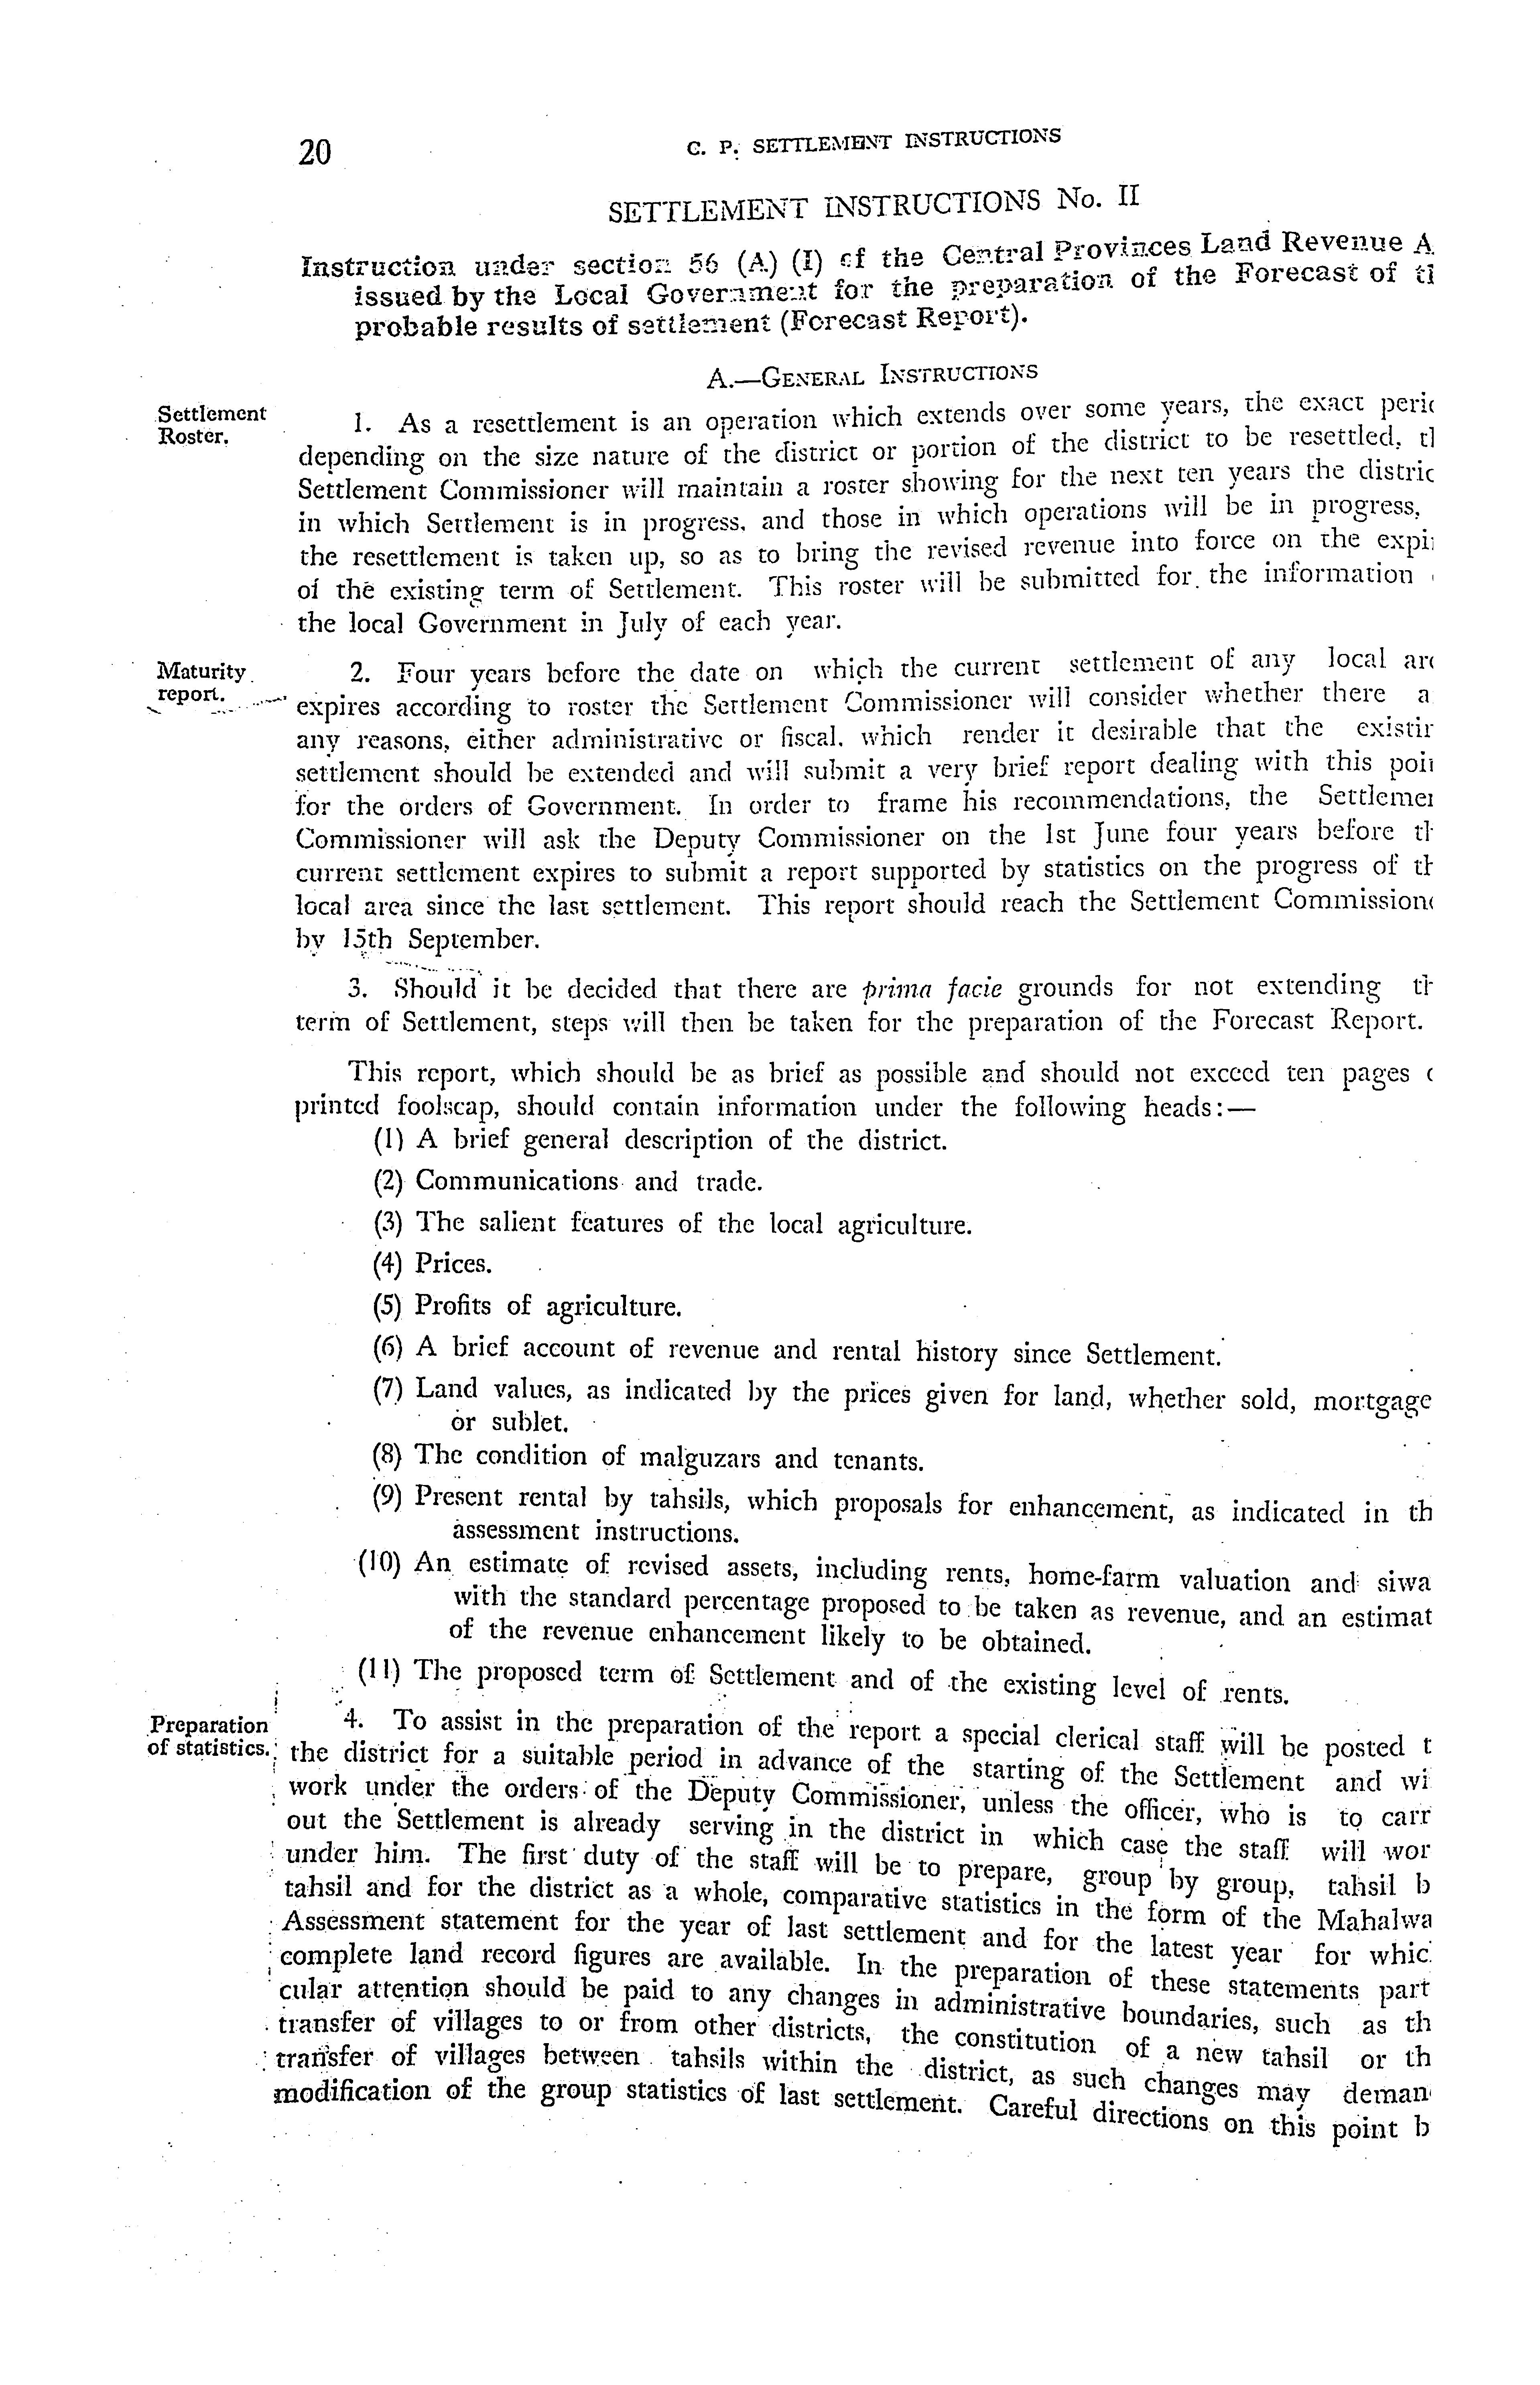 20
C. P. SETTLEMENT INSTRUCTIONS
SETTLEMENT INSTRUCTIONS No. II
Instruction under section 56 (A) (I) of the Central Provinces Land Revenue A
issued by the Local Government for the preparation of the Forecast of
probable results of settlement (Forecast Report).
A.—GENERAL INSTRUCTIONS
Settlement
Roster.
1. As a resettlement is an operation which extends over some years, the exact
depending on the size nature of the district or portion of the district to be resettled,
Settlement Commissioner will maintain a roster showing for the next ten years the distric
in which Settlement is in progress, and those in which operations will be in progress,
the resettlement is taken up, so as to bring the revised revenue into force on the
of the existing term of Settlement. This roster will be submitted for the information
the local Government in July of each year.
Maturity
report.
2. Four years before the date on which the current settlement of any local
expires according to roster the Settlement Commissioner will consider whether there a
any reasons, either administrative or fiscal, which render it desirable that the
settlement should be extended and will submit a very brief report dealing with this
for the orders of Government. In order to frame his recommendations, the
Commissioner will ask the Deputy Commissioner on the 1st June four years before
current settlement expires to submit a report supported by statistics on the progress of
local area since the last settlement. This report should reach the Settlement
by 15th September.
3. Should it be decided that there are prima facie grounds for not extending
term of Settlement, steps will then be taken for the preparation of the Forecast Report.
This report, which should be as brief as possible and should not exceed ten pages
printed foolscap, should contain information under the following heads:—
(1) A brief general description of the district.
(2) Communications and trade.
(3) The salient features of the local agriculture.
(4) Prices.
(5) Profits of agriculture.
(6) A brief account of revenue and rental history since Settlement.
(7) Land values, as indicated by the prices given for land, whether sold, mortgage
or sublet.
(8) The condition of malguzars and tenants.
(9) Present rental by tahsils, which proposals for enhancement, as indicated in th
assessment instructions.
(10) An estimate of revised assets, including rents, home-farm valuation and siwa
with the standard percentage proposed to be taken as revenue, and an estimat
of the revenue enhancement likely to be obtained.
(11) The proposed term of Settlement and of the existing level of rents.
Preparation
of statistics.
4. To assist in the preparation of the report a special clerical staff will be posted t
the district for a suitable period in advance of the starting of the Settlement and wi
work under the orders of the Deputy Commissioner, unless the officer, who is to carr
out the Settlement is already serving in the district in which case the staff will wor
under him. The first duty of the staff will be to prepare, group by group, tahsil b
tahsil and for the district as a whole, comparative statistics in the form of the Mahalwa
Assessment statement for the year of last settlement and for the latest year for whic
complete land record figures are available. In the preparation of these statements part
cular attention should be paid to any changes in administrative boundaries, such as th
transfer of villages to or from other districts, the constitution of a new tahsil or th
transfer of villages between tahsils within the district, as such changes may deman
modification of the group statistics of last settlement. Careful directions on this point b